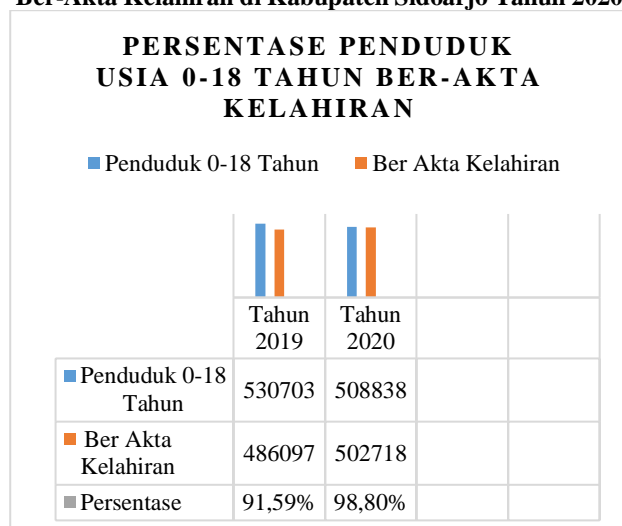 Ber-Akta Kelahiran di Kabupaten Sidoarjo Tahun 2020
PERSENTASE PENDUDUK
USIA 0-18 TAHUN BER-AKTA
KELAHIRAN
Penduduk 0-18 Tahun Ber Akta Kelahiran
Tahun 2019 Tahun 2020
Penduduk 0-18 Tahun 530703 508838
Ber Akta Kelahiran 486097 502718
Persentase 91,59% 98,80%